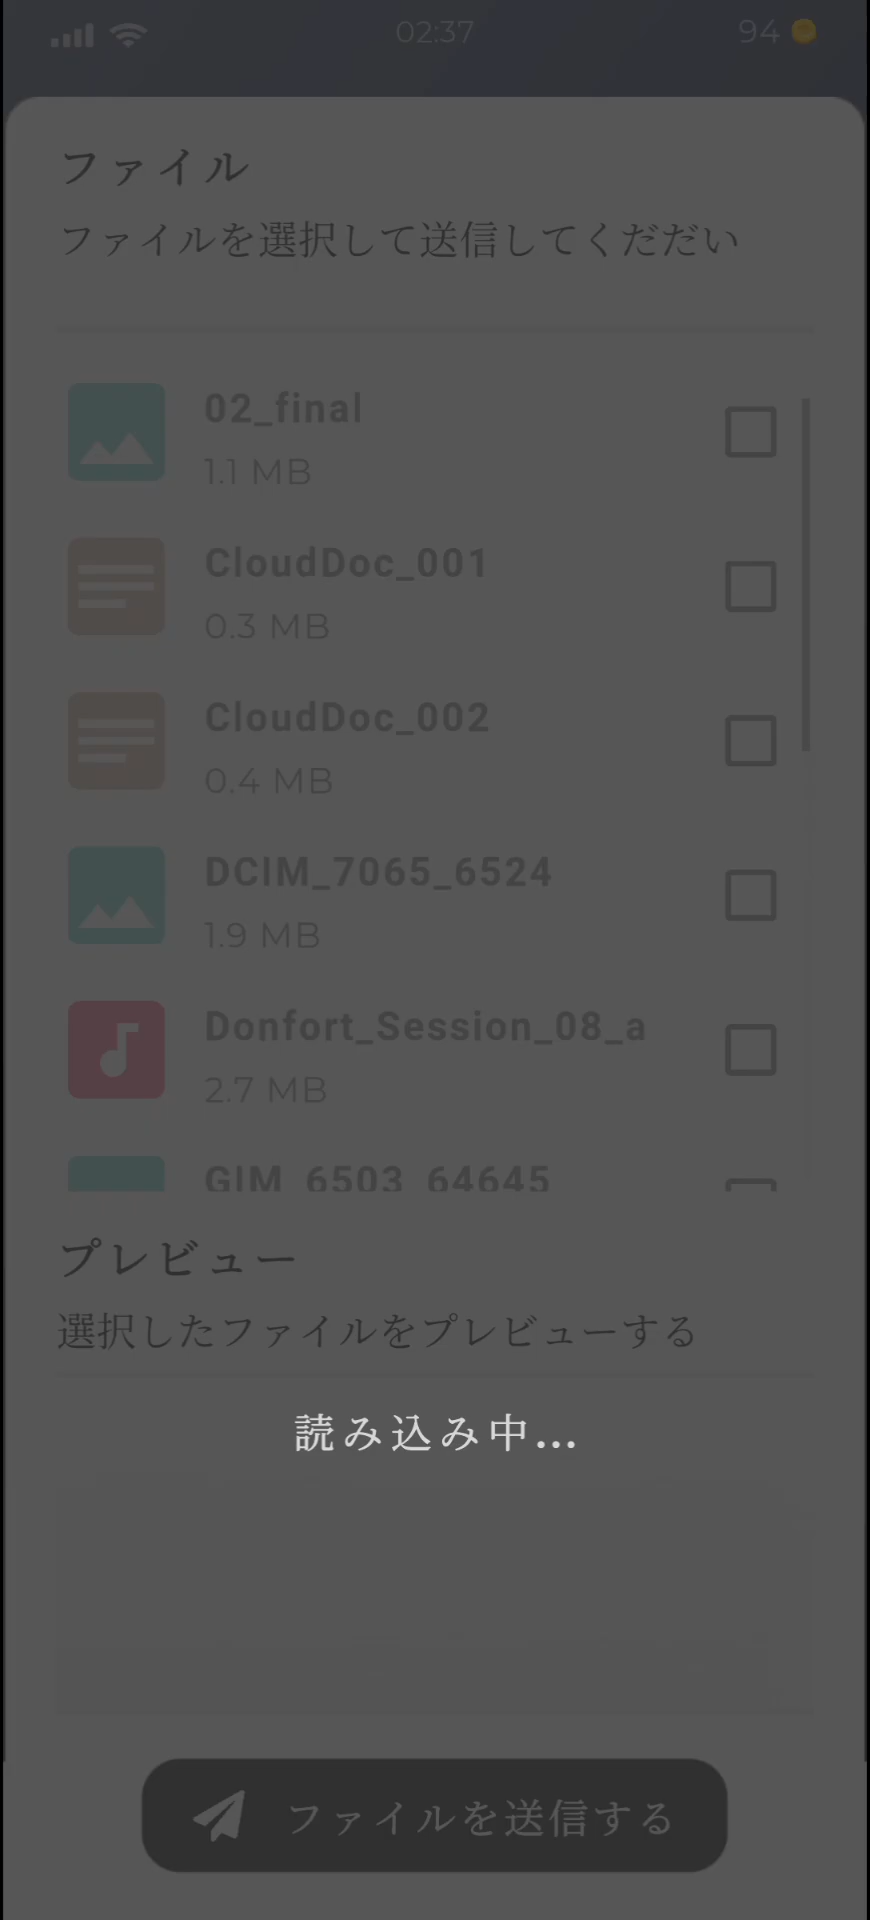 02:37
94
ファイル
ファイルを選択して送信してくだだい
02_final
1.1 MB
CloudDoc_001
0.3 MB
CloudDoc_002
0.4 MB
DCIM_7065_6524
1.9 MB
Donfort_Session_08_a
2.7 MB
GIM_6503_64645
プレビュー
選択したファイルをプレビューする
読み込み中...
ファイルを送信する